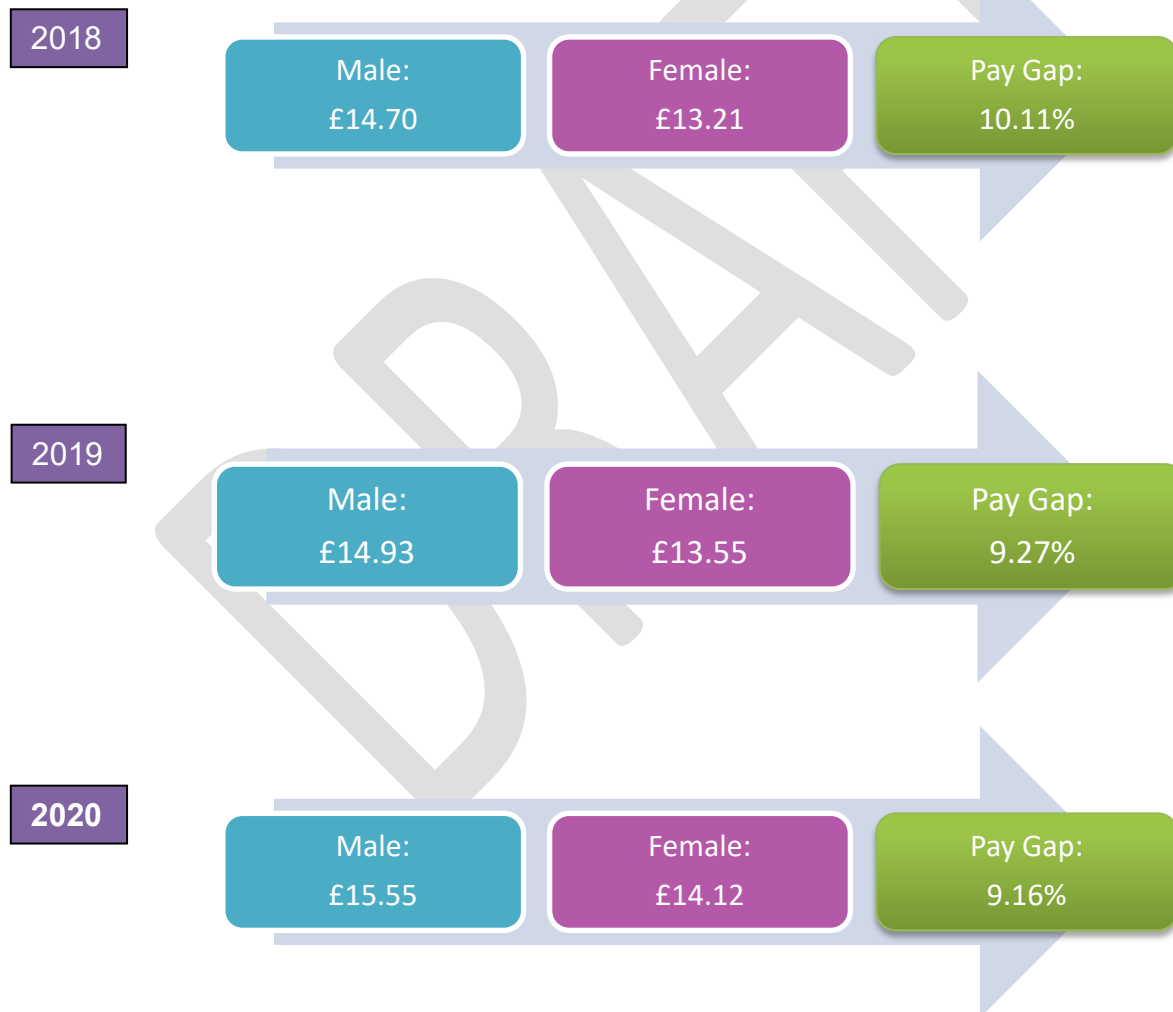 2018
Male:
£14.70
Female:
£13.21
Pay Gap:
10.11%
2019
Male:
£14.93
Female:
£13.55
Pay Gap:
9.27%
2020
Male:
£15.55
Female:
£14.12
Pay Gap:
9.16%